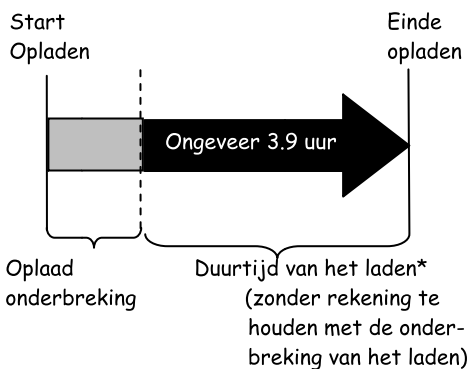 Start
Opladen
Einde
opladen
Ongeveer 3.9 uur
Oplaad
onderbreking
Duurtijd van het laden*
(zonder rekening te
houden met de onder-
breking van het laden)